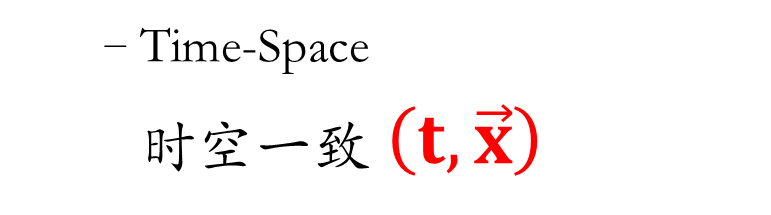 – Time-Space
时空一致 (t, x⃗)